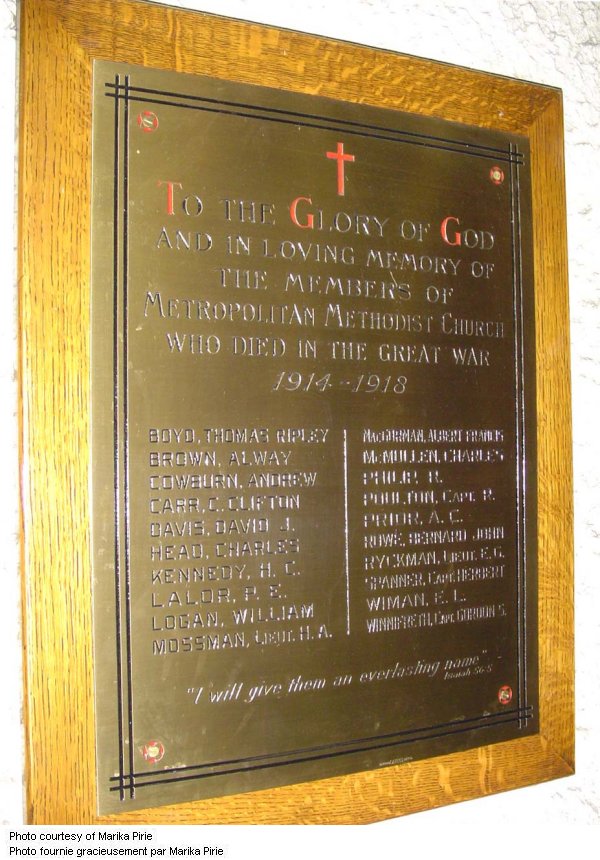 To the Glory of God
and in loving memory of
the members of
Metropolitan Methodist Church
who died in the Great War
1914 - 1918
BOYD, THOMAS RIPLEY
BROWN, ALWAY
COWBURN, ANDREW
CARR, C. CLIFTON
DAVIS, DAVID J.
HEAD, CHARLES
KENNEDY, H. C.
LALOR, P. E.
LOGAN, WILLIAM
MOSSMAN, LIEUT. H. A.
MacGORMAN, ALBERT FRANCIS
McMULLEN, CHARLES
PHILIP, R.
POULTON, CAPT. R.
PRIOR, A. C.
ROWE, BERNARD JOHN
RYCKMAN, LIEUT. E. G.
SPANNER, CAPT. HERBERT
WIMAN, E. L.
WINNIFRETH, CAPT. GORDON S.
"I will give them an everlasting name"
Isaiah 56-5
Photo courtesy of Marika Pirie
Photo fournie gracieusement par Marika Pirie